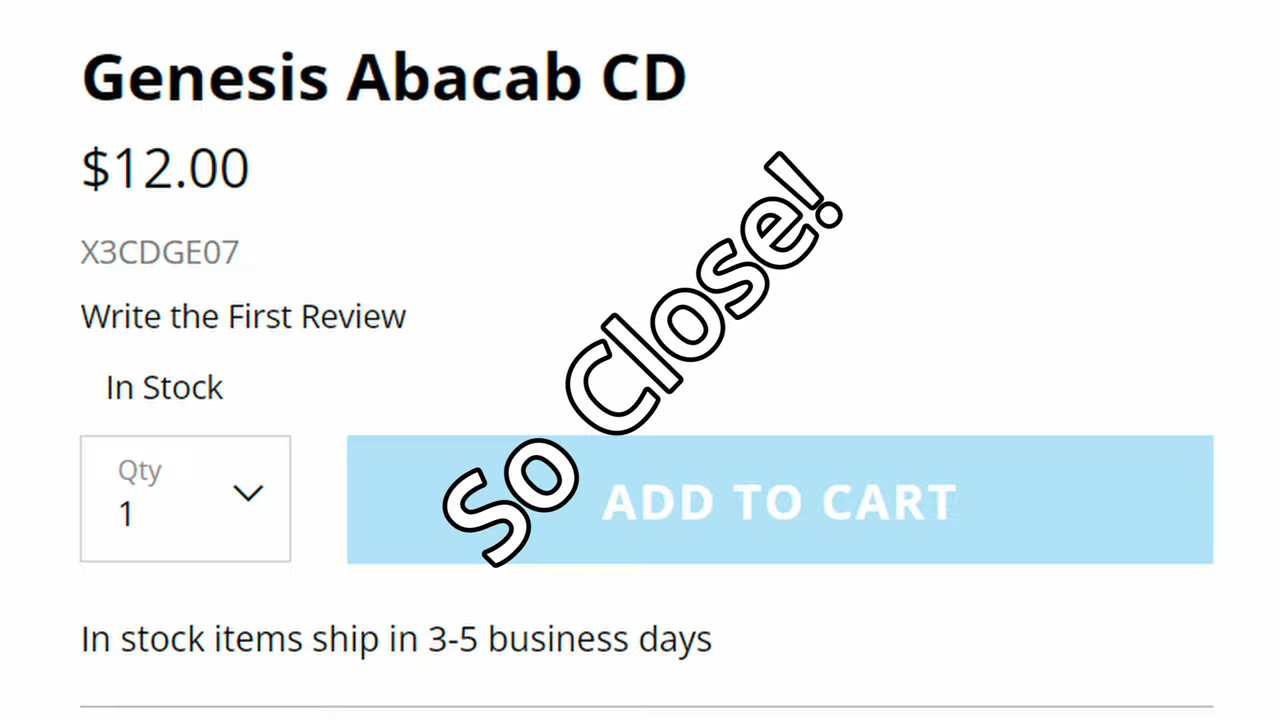 Genesis Abacab CD
$12.00
X3CDGE07
Write the First Review
In Stock
Qty
1
ADD TO CART
So Close!
In stock items ship in 3-5 business days